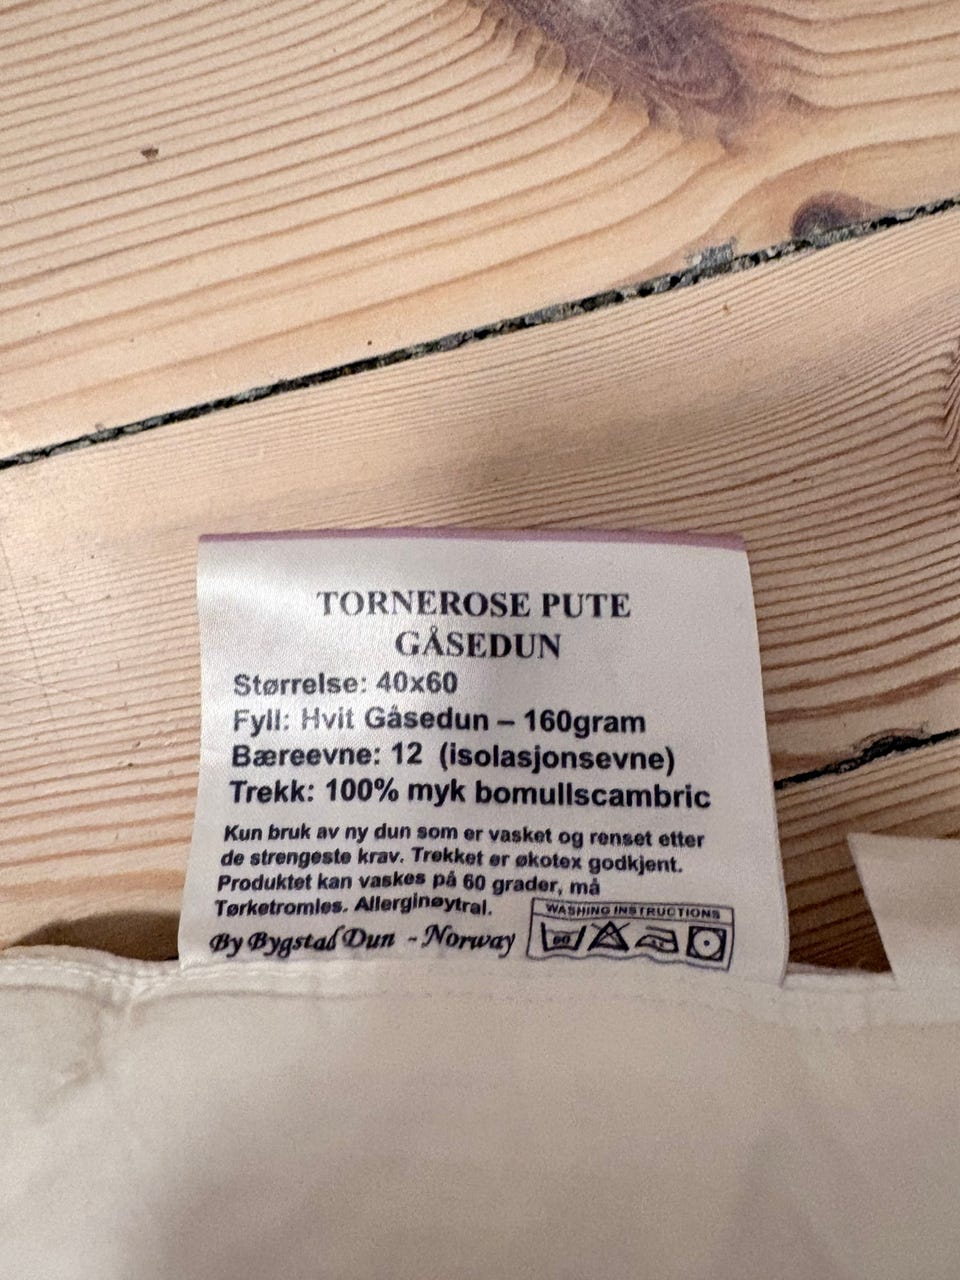 TORNEROSE PUTE
GÅSEDUN
Størrelse: 40x60
Fyll: Hvit Gåsedun – 160gram
Bæreevne: 12 (isolasjonsevne)
Trekk: 100% myk bomullscambric
Kun bruk av ny dun som er vasket og renset etter
de strengeste krav. Trekket er økotex godkjent.
Produktet kan vaskes på 60 grader, må
Tørketromles. Allerginøytral.
By Bygstad Dun - Norway
WASHING INSTRUCTIONS
60